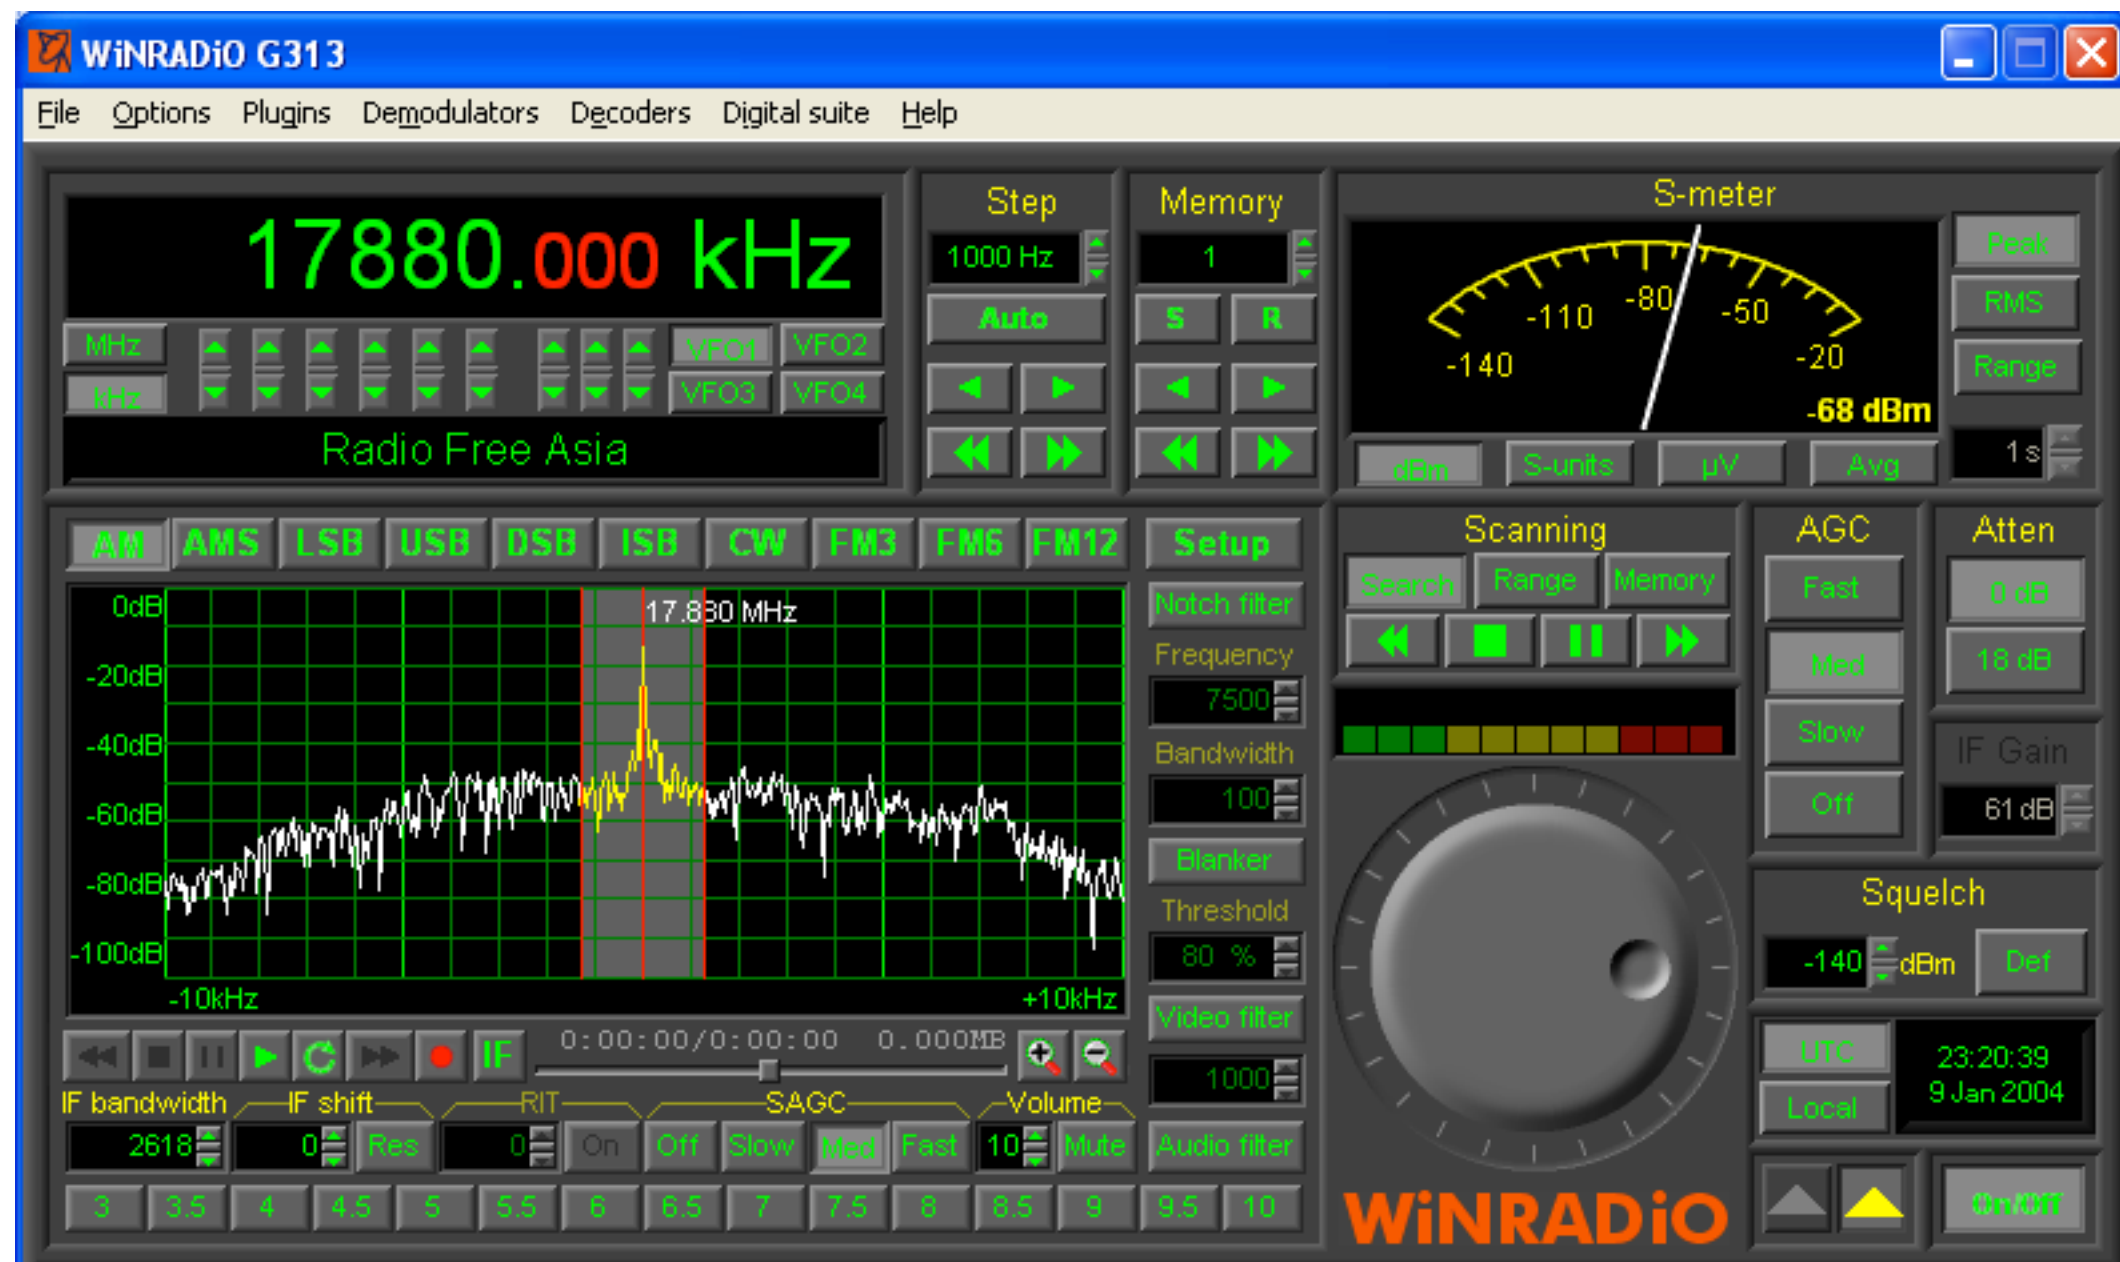 WiNRADiO G313
File Options Plugins Demodulators Decoders Digital suite Help
17880.000 kHz
MHz
kHz
VFO1 VFO2
VFO3 VFO4
Radio Free Asia
Step
1000 Hz
Auto
Memory
1
S R
S-meter
-140 -110 -80 -50 -20
-68 dBm
dBm S-units µV Avg
Peak
RMS
Range
1 s
AM AMS LSB USB DSB ISB CW FM3 FM6 FM12 Setup
17.880 MHz
0dB
-20dB
-40dB
-60dB
-80dB
-100dB
-10kHz +10kHz
Notch filter
Frequency
7500
Bandwidth
100
Blanker
Threshold
80 %
Video filter
1000
Audio filter
IF 0:00:00/0:00:00 0.000MB
IF bandwidth IF shift RIT SAGC Volume
2618 0 Res 0 On Off Slow Med Fast 10 Mute
3 3.5 4 4.5 5 5.5 6 6.5 7 7.5 8 8.5 9 9.5 10
Scanning
Search Range Memory
WiNRADiO
AGC
Fast
Med
Slow
Off
Atten
0 dB
18 dB
IF Gain
61 dB
Squelch
-140 dBm Def
UTC
Local
23:20:39
9 Jan 2004
On/Off